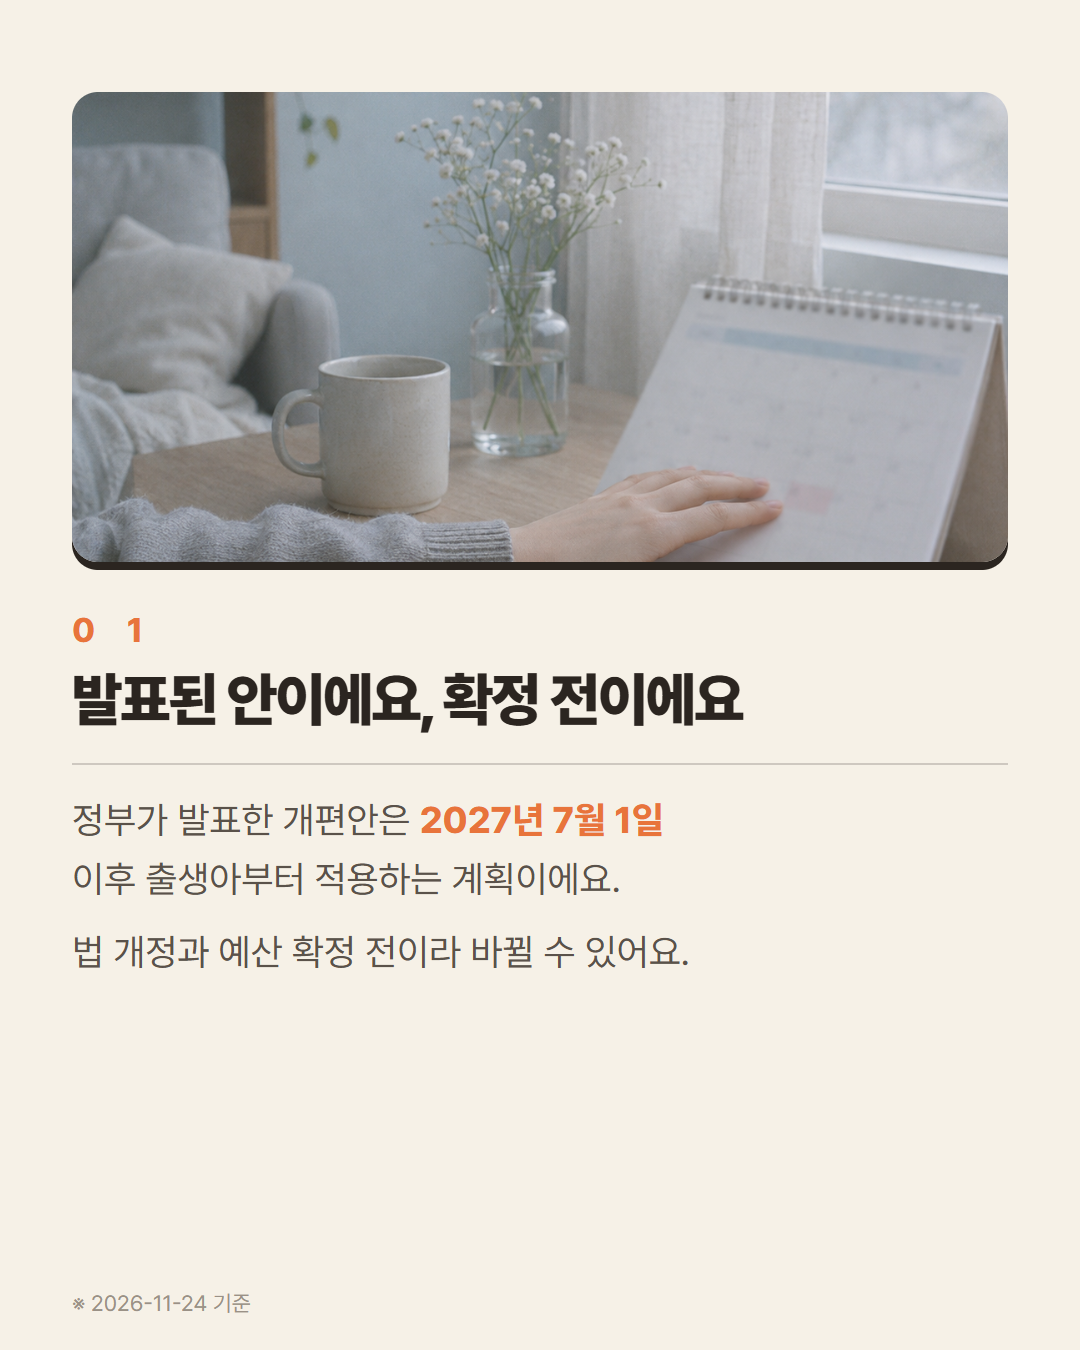 0 1
발표된 안이에요, 확정 전이에요
정부가 발표한 개편안은 2027년 7월 1일
이후 출생아부터 적용하는 계획이에요.
법 개정과 예산 확정 전이라 바뀔 수 있어요.
※ 2026-11-24 기준